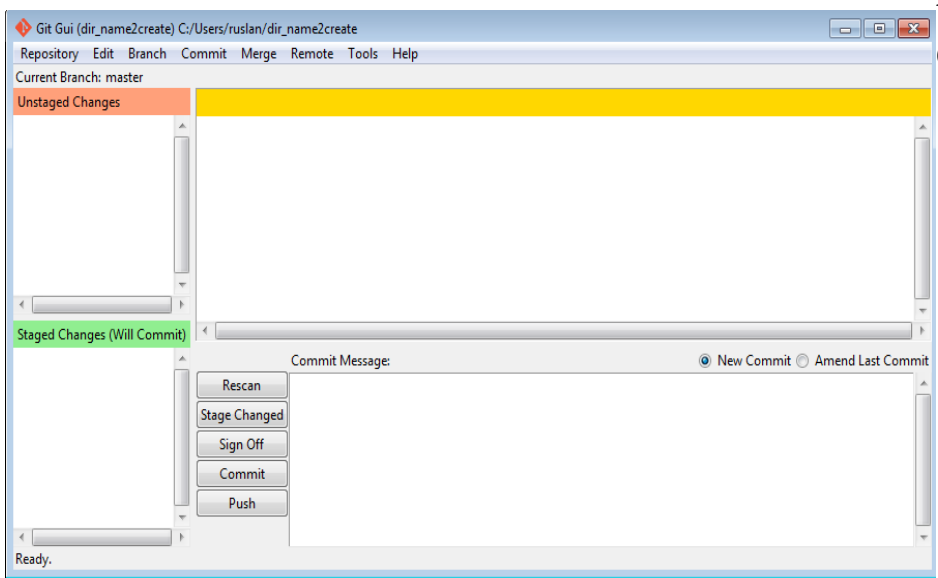 Git Gui (dir_name2create) C:/Users/ruslan/dir_name2create
Repository Edit Branch Commit Merge Remote Tools Help
Current Branch: master
Unstaged Changes
Staged Changes (Will Commit)
Commit Message:
New Commit
Amend Last Commit
Rescan
Stage Changed
Sign Off
Commit
Push
Ready.